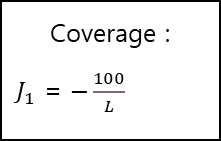 Coverage :
J₁ = − 100/L